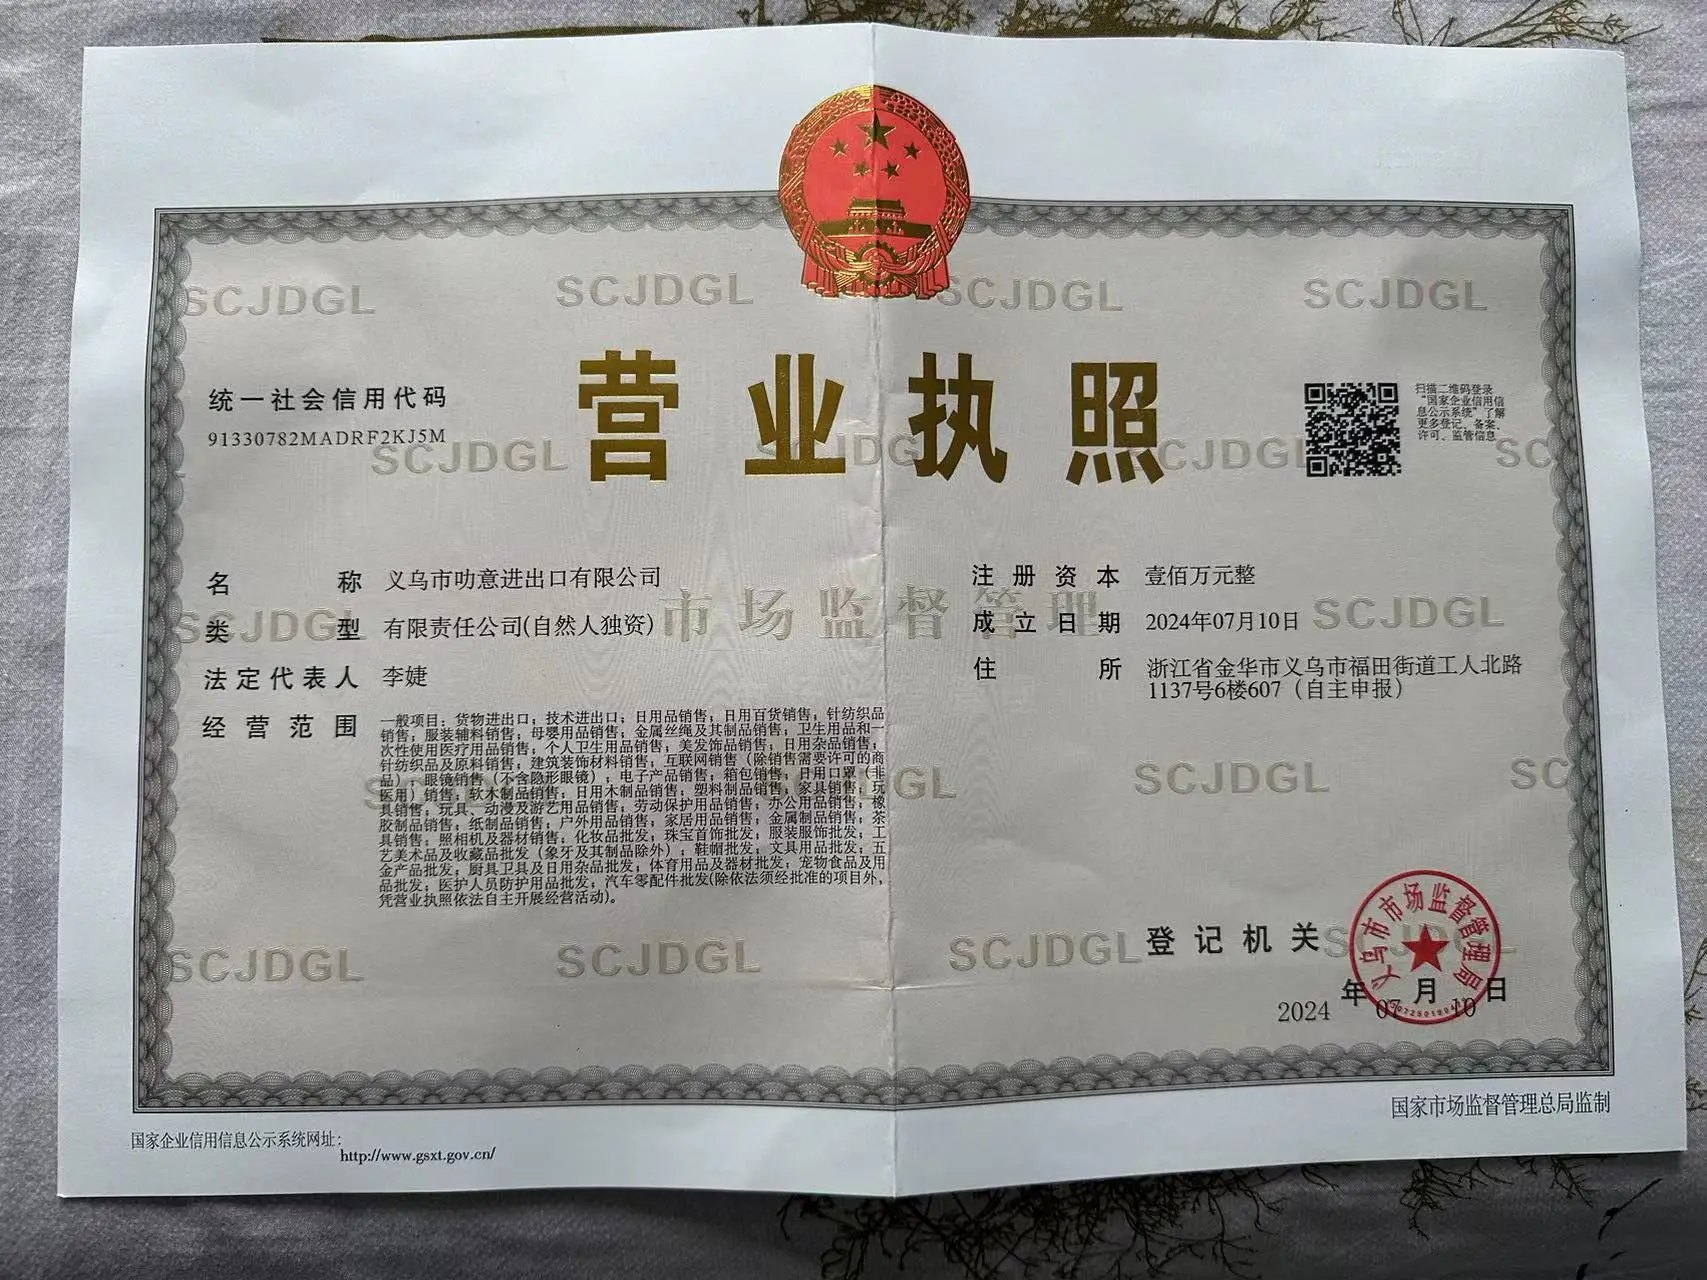 营业执照
统一社会信用代码
91330782MADRF2KJ5M
扫描二维码登录
“国家企业信用信
息公示系统”了解
更多登记、备案、
许可、监管信息
名称 义乌市叻意进出口有限公司
类型 有限责任公司(自然人独资)
法定代表人 李婕
经营范围 一般项目：货物进出口；技术进出口；日用品销售；日用百货销售；针纺织品
销售；服装辅料销售；母婴用品销售；金属丝绳及其制品销售；卫生用品和一
次性使用医疗用品销售；个人卫生用品销售；美发饰品销售；日用杂品销售；
针纺织品及原料销售；建筑装饰材料销售；互联网销售（除销售需要许可的商
品）；眼镜销售（不含隐形眼镜）；电子产品销售；箱包销售；日用口罩（非
医用）销售；软木制品销售；日用木制品销售；塑料制品销售；家具销售；玩
具销售；玩具、动漫及游艺用品销售；劳动保护用品销售；办公用品销售；橡
胶制品销售；纸制品销售；户外用品销售；家居用品销售；金属制品销售；茶
具销售；照相机及器材销售；化妆品批发；珠宝首饰批发；服装服饰批发；工
艺美术品及收藏品批发（象牙及其制品除外）；鞋帽批发；文具用品批发；五
金产品批发；厨具卫具及日用杂品批发；体育用品及器材批发；宠物食品及用
品批发；医护人员防护用品批发；汽车零配件批发(除依法须经批准的项目外，
凭营业执照依法自主开展经营活动)。
注册资本 壹佰万元整
成立日期 2024年07月10日
住所 浙江省金华市义乌市福田街道工人北路
1137号6楼607（自主申报）
登记机关
义乌市市场监督管理局
2024年07月10日
国家企业信用信息公示系统网址：
http://www.gsxt.gov.cn/
国家市场监督管理总局监制
SCJDGL SCJDGL SCJDGL SCJDGL
SCJDGL SCJDGL SCJDGL SC
SCJDGL 市场监督管理 SCJDGL
SCJDGL SC
SCJDGL SCJDGL SCJDGL